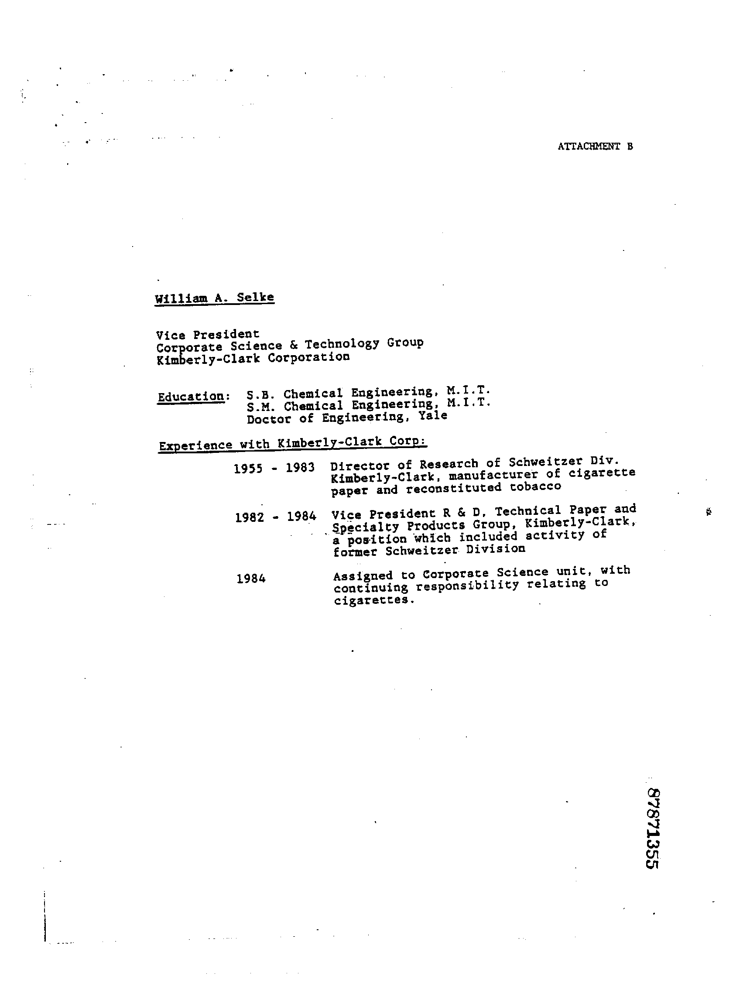 ATTACHMENT B
William A. Selke
Vice President
Corporate Science & Technology Group
Kimberly-Clark Corporation
Education: S.B. Chemical Engineering, M.I.T.
S.M. Chemical Engineering, M.I.T.
Doctor of Engineering, Yale
Experience with Kimberly-Clark Corp:
1955 - 1983 Director of Research of Schweitzer Div.
Kimberly-Clark, manufacturer of cigarette
paper and reconstituted tobacco
1982 - 1984 Vice President R & D, Technical Paper and
Specialty Products Group, Kimberly-Clark,
a position which included activity of
former Schweitzer Division
1984 Assigned to Corporate Science unit, with
continuing responsibility relating to
cigarettes.
87871355